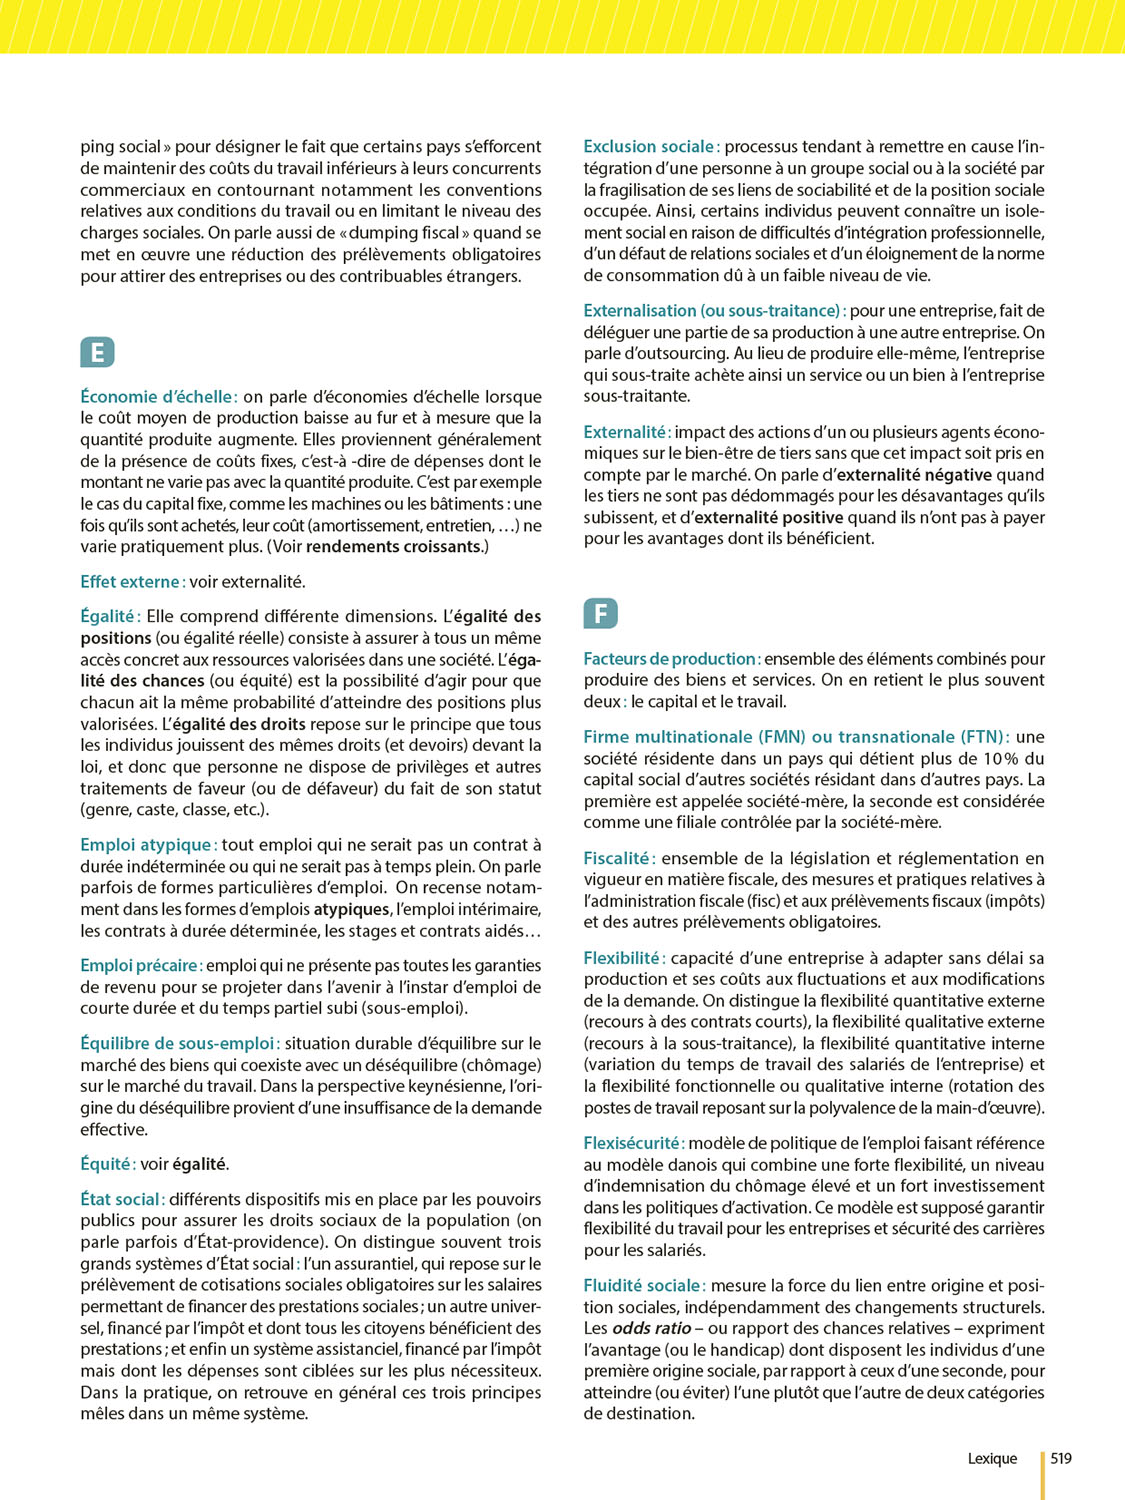 ping social » pour désigner le fait que certains pays s’efforcent
de maintenir des coûts du travail inférieurs à leurs concurrents
commerciaux en contournant notamment les conventions
relatives aux conditions du travail ou en limitant le niveau des
charges sociales. On parle aussi de « dumping fiscal » quand se
met en œuvre une réduction des prélèvements obligatoires
pour attirer des entreprises ou des contribuables étrangers.
E
Économie d’échelle : on parle d’économies d’échelle lorsque
le coût moyen de production baisse au fur et à mesure que la
quantité produite augmente. Elles proviennent généralement
de la présence de coûts fixes, c’est-à -dire de dépenses dont le
montant ne varie pas avec la quantité produite. C’est par exemple
le cas du capital fixe, comme les machines ou les bâtiments : une
fois qu’ils sont achetés, leur coût (amortissement, entretien, …) ne
varie pratiquement plus. (Voir rendements croissants.)
Effet externe : voir externalité.
Égalité : Elle comprend différente dimensions. L’égalité des
positions (ou égalité réelle) consiste à assurer à tous un même
accès concret aux ressources valorisées dans une société. L’éga-
lité des chances (ou équité) est la possibilité d’agir pour que
chacun ait la même probabilité d’atteindre des positions plus
valorisées. L’égalité des droits repose sur le principe que tous
les individus jouissent des mêmes droits (et devoirs) devant la
loi, et donc que personne ne dispose de privilèges et autres
traitements de faveur (ou de défaveur) du fait de son statut
(genre, caste, classe, etc.).
Emploi atypique : tout emploi qui ne serait pas un contrat à
durée indéterminée ou qui ne serait pas à temps plein. On parle
parfois de formes particulières d‘emploi. On recense notam-
ment dans les formes d’emplois atypiques, l’emploi intérimaire,
les contrats à durée déterminée, les stages et contrats aidés…
Emploi précaire : emploi qui ne présente pas toutes les garanties
de revenu pour se projeter dans l’avenir à l’instar d’emploi de
courte durée et du temps partiel subi (sous-emploi).
Équilibre de sous-emploi : situation durable d’équilibre sur le
marché des biens qui coexiste avec un déséquilibre (chômage)
sur le marché du travail. Dans la perspective keynésienne, l’ori-
gine du déséquilibre provient d’une insuffisance de la demande
effective.
Équité : voir égalité.
État social : différents dispositifs mis en place par les pouvoirs
publics pour assurer les droits sociaux de la population (on
parle parfois d’État-providence). On distingue souvent trois
grands systèmes d’État social : l’un assurantiel, qui repose sur le
prélèvement de cotisations sociales obligatoires sur les salaires
permettant de financer des prestations sociales ; un autre univer-
sel, financé par l’impôt et dont tous les citoyens bénéficient des
prestations ; et enfin un système assistanciel, financé par l’impôt
mais dont les dépenses sont ciblées sur les plus nécessiteux.
Dans la pratique, on retrouve en général ces trois principes
mêles dans un même système.
Exclusion sociale : processus tendant à remettre en cause l’in-
tégration d’une personne à un groupe social ou à la société par
la fragilisation de ses liens de sociabilité et de la position sociale
occupée. Ainsi, certains individus peuvent connaître un isole-
ment social en raison de difficultés d’intégration professionnelle,
d’un défaut de relations sociales et d’un éloignement de la norme
de consommation dû à un faible niveau de vie.
Externalisation (ou sous-traitance) : pour une entreprise, fait de
déléguer une partie de sa production à une autre entreprise. On
parle d’outsourcing. Au lieu de produire elle-même, l’entreprise
qui sous-traite achète ainsi un service ou un bien à l’entreprise
sous-traitante.
Externalité : impact des actions d’un ou plusieurs agents écono-
miques sur le bien-être de tiers sans que cet impact soit pris en
compte par le marché. On parle d’externalité négative quand
les tiers ne sont pas dédommagés pour les désavantages qu’ils
subissent, et d’externalité positive quand ils n’ont pas à payer
pour les avantages dont ils bénéficient.
F
Facteurs de production : ensemble des éléments combinés pour
produire des biens et services. On en retient le plus souvent
deux : le capital et le travail.
Firme multinationale (FMN) ou transnationale (FTN) : une
société résidente dans un pays qui détient plus de 10 % du
capital social d’autres sociétés résidant dans d’autres pays. La
première est appelée société-mère, la seconde est considérée
comme une filiale contrôlée par la société-mère.
Fiscalité : ensemble de la législation et réglementation en
vigueur en matière fiscale, des mesures et pratiques relatives à
l’administration fiscale (fisc) et aux prélèvements fiscaux (impôts)
et des autres prélèvements obligatoires.
Flexibilité : capacité d’une entreprise à adapter sans délai sa
production et ses coûts aux fluctuations et aux modifications
de la demande. On distingue la flexibilité quantitative externe
(recours à des contrats courts), la flexibilité qualitative externe
(recours à la sous-traitance), la flexibilité quantitative interne
(variation du temps de travail des salariés de l’entreprise) et
la flexibilité fonctionnelle ou qualitative interne (rotation des
postes de travail reposant sur la polyvalence de la main-d’œuvre).
Flexisécurité : modèle de politique de l’emploi faisant référence
au modèle danois qui combine une forte flexibilité, un niveau
d’indemnisation du chômage élevé et un fort investissement
dans les politiques d’activation. Ce modèle est supposé garantir
flexibilité du travail pour les entreprises et sécurité des carrières
pour les salariés.
Fluidité sociale : mesure la force du lien entre origine et posi-
tion sociales, indépendamment des changements structurels.
Les odds ratio – ou rapport des chances relatives – expriment
l’avantage (ou le handicap) dont disposent les individus d’une
première origine sociale, par rapport à ceux d’une seconde, pour
atteindre (ou éviter) l’une plutôt que l’autre de deux catégories
de destination.
Lexique 519